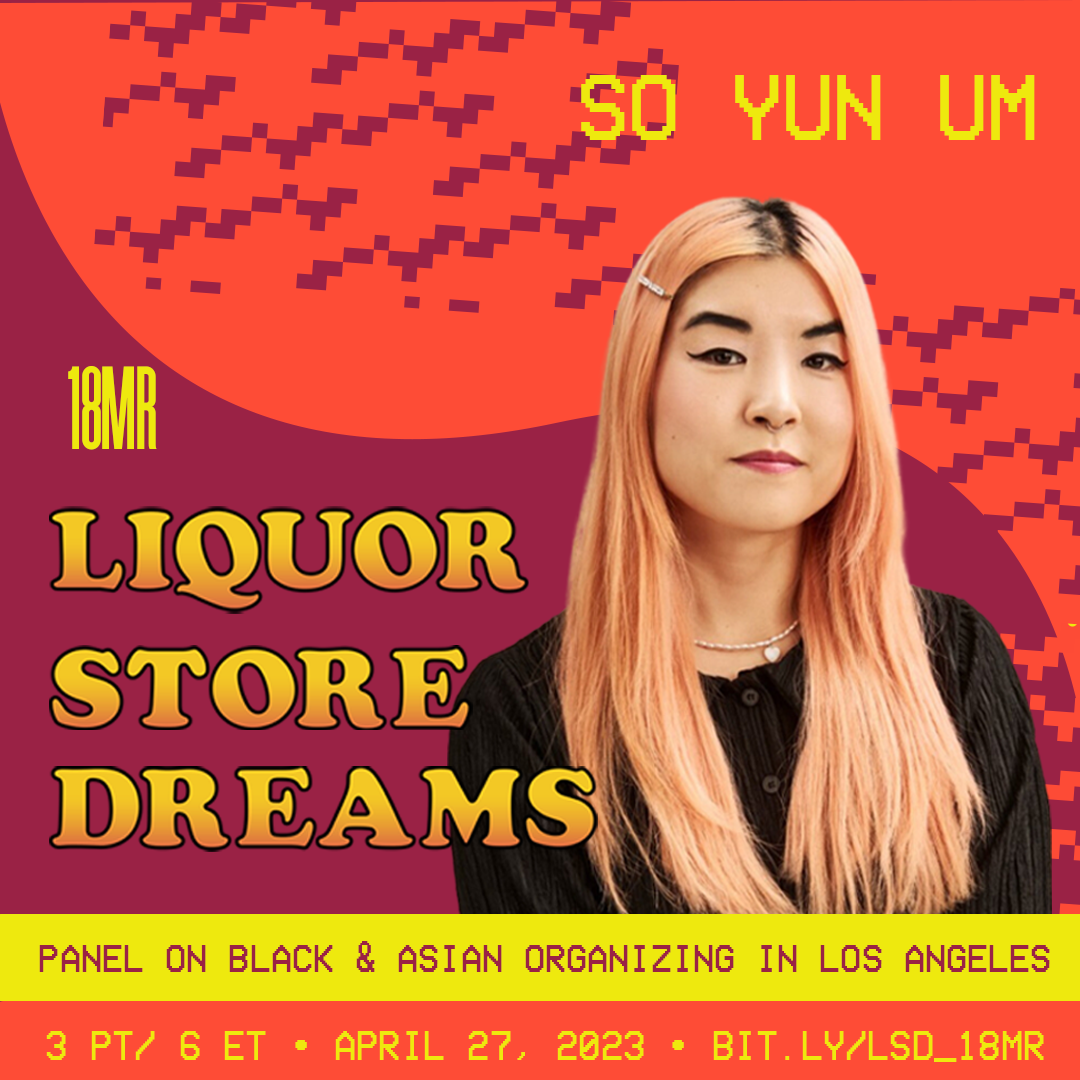 SO YUN UM
18MR
LIQUOR
STORE
DREAMS
PANEL ON BLACK & ASIAN ORGANIZING IN LOS ANGELES
3 PT/ 6 ET • APRIL 27, 2023 • BIT.LY/LSD_18MR